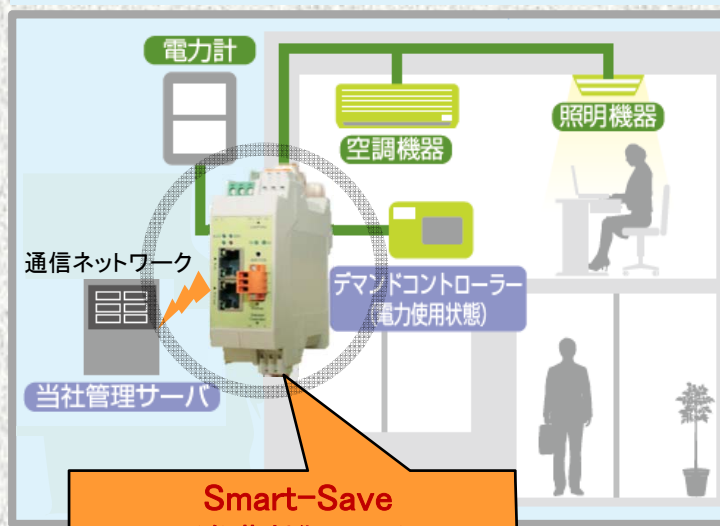 電力計
空調機器
照明機器
通信ネットワーク
デマンドコントローラー
(電力使用状態)
当社管理サーバ
Smart-Save